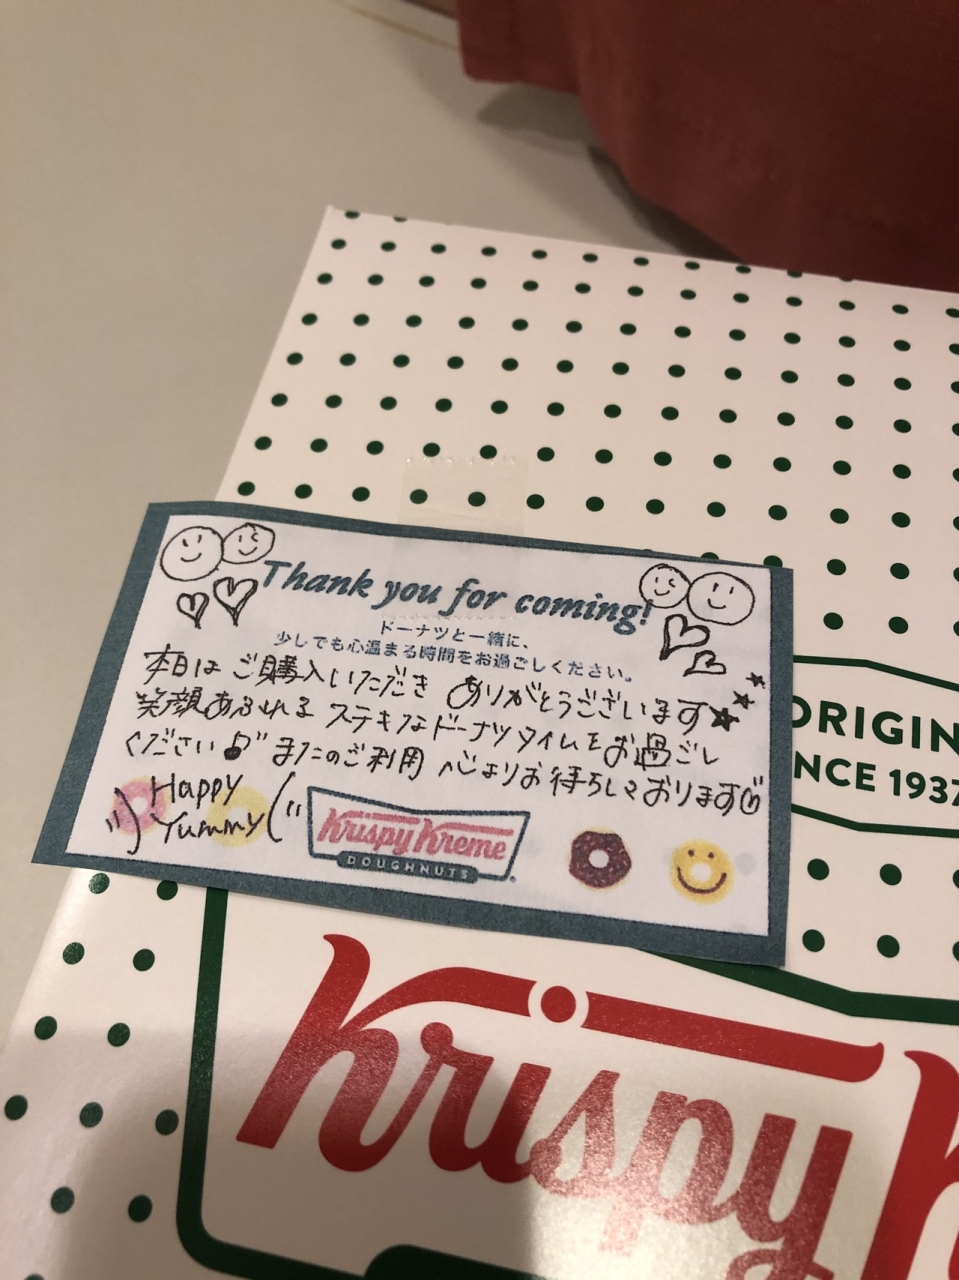 Thank you for coming!
ドーナツと一緒に、
少しでも心温まる時間をお過ごしください。
本日はご購入いただき ありがとうございます★★★
笑顔あふれる ステキなドーナツタイムをお過ごし
ください♪ またのご利用 心よりお待ちしております
Happy
Yummy
Krispy Kreme
DOUGHNUTS
ORIGIN
NCE 1937
Krispy K